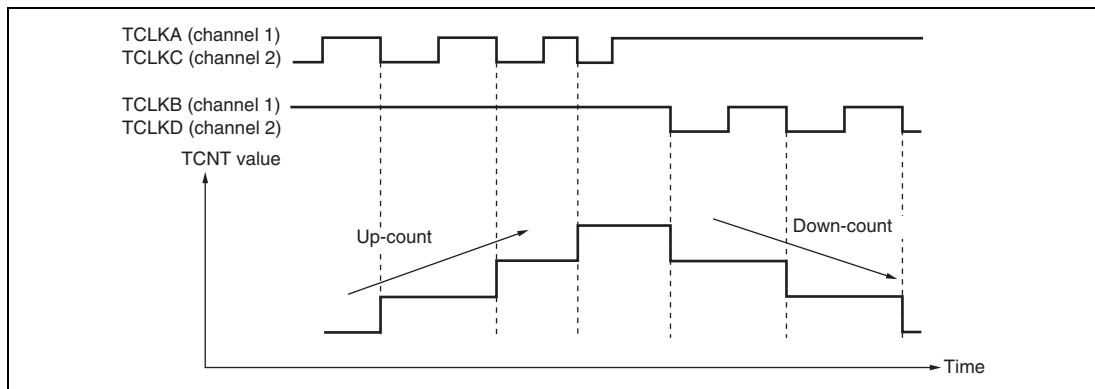 TCLKA (channel 1)
TCLKC (channel 2)
TCLKB (channel 1)
TCLKD (channel 2)
TCNT value
Up-count
Down-count
Time